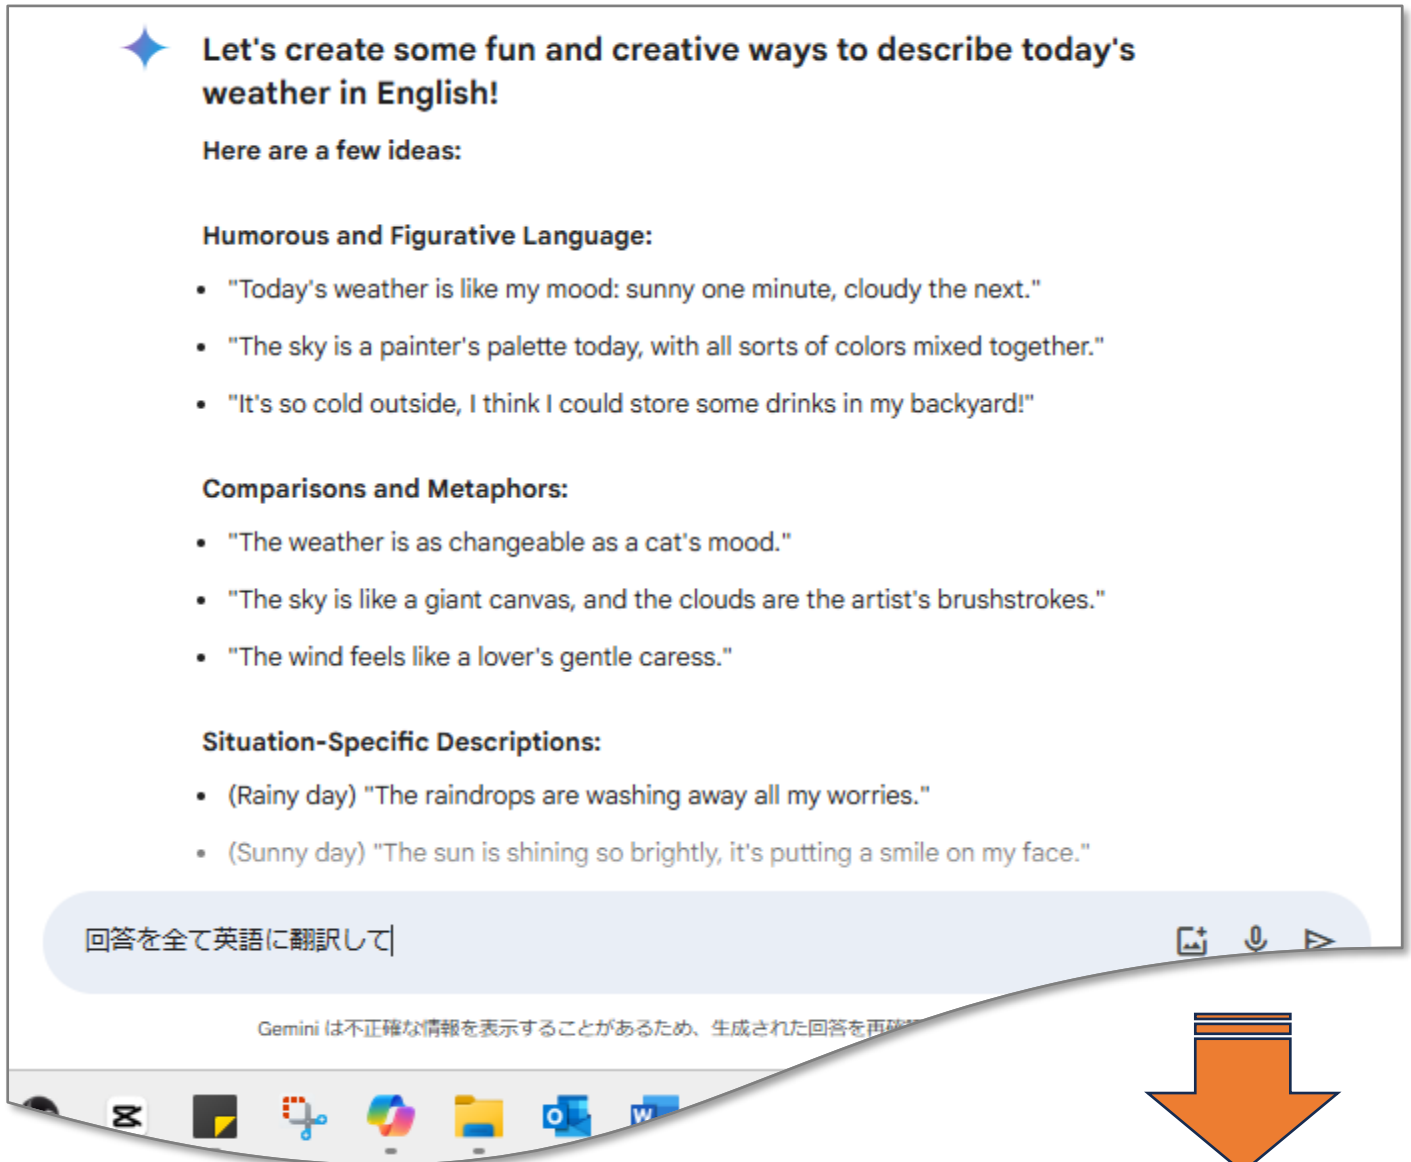 Let's create some fun and creative ways to describe today's
weather in English!
Here are a few ideas:
Humorous and Figurative Language:
• "Today's weather is like my mood: sunny one minute, cloudy the next."
• "The sky is a painter's palette today, with all sorts of colors mixed together."
• "It's so cold outside, I think I could store some drinks in my backyard!"
Comparisons and Metaphors:
• "The weather is as changeable as a cat's mood."
• "The sky is like a giant canvas, and the clouds are the artist's brushstrokes."
• "The wind feels like a lover's gentle caress."
Situation-Specific Descriptions:
• (Rainy day) "The raindrops are washing away all my worries."
• (Sunny day) "The sun is shining so brightly, it's putting a smile on my face."
回答を全て英語に翻訳して
Gemini は不正確な情報を表示することがあるため、生成された回答を再